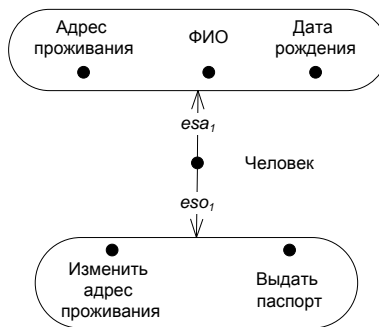 Адрес
проживания
ФИО
Дата
рождения
esa₁
Человек
eso₁
Изменить
адрес
проживания
Выдать
паспорт